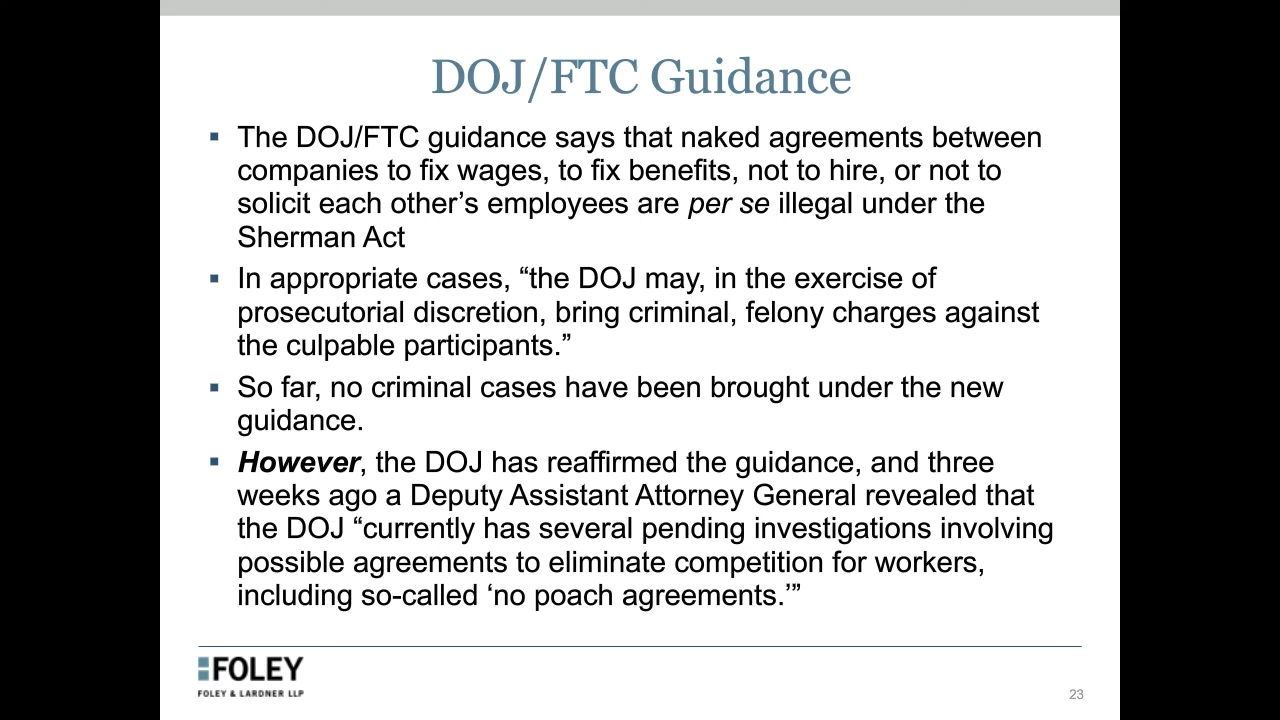 DOJ/FTC Guidance
▪ The DOJ/FTC guidance says that naked agreements between
companies to fix wages, to fix benefits, not to hire, or not to
solicit each other’s employees are per se illegal under the
Sherman Act
▪ In appropriate cases, “the DOJ may, in the exercise of
prosecutorial discretion, bring criminal, felony charges against
the culpable participants.”
▪ So far, no criminal cases have been brought under the new
guidance.
▪ However, the DOJ has reaffirmed the guidance, and three
weeks ago a Deputy Assistant Attorney General revealed that
the DOJ “currently has several pending investigations involving
possible agreements to eliminate competition for workers,
including so-called ‘no poach agreements.’”
FOLEY
FOLEY & LARDNER LLP
23